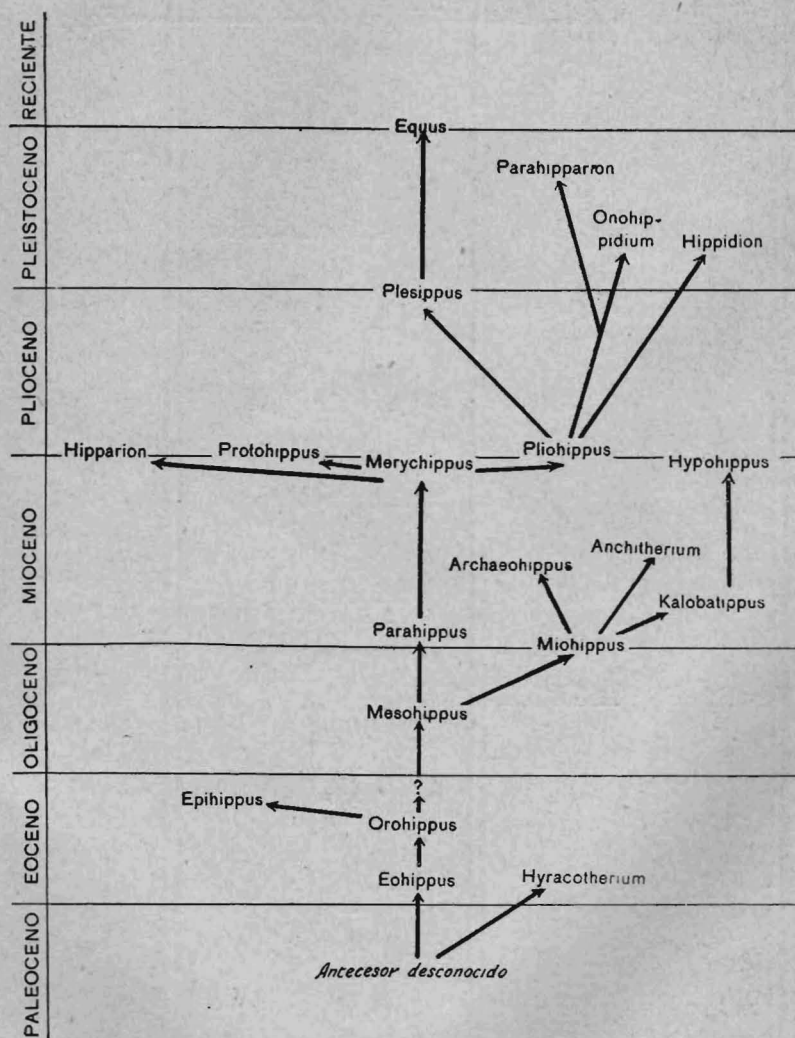 RECIENTE
Equus
PLEISTOCENO
Parahipparion
Onohip-
pidium
Hippidion
Plesippus
PLIOCENO
Hipparion
Protohippus
Merychippus
Pliohippus
Hypohippus
MIOCENO
Archaeohippus
Anchitherium
Kalobatippus
Parahippus
Miohippus
OLIGOCENO
Mesohippus
?
EOCENO
Epihippus
Orohippus
Eohippus
Hyracotherium
PALEOCENO
Antecesor desconocido